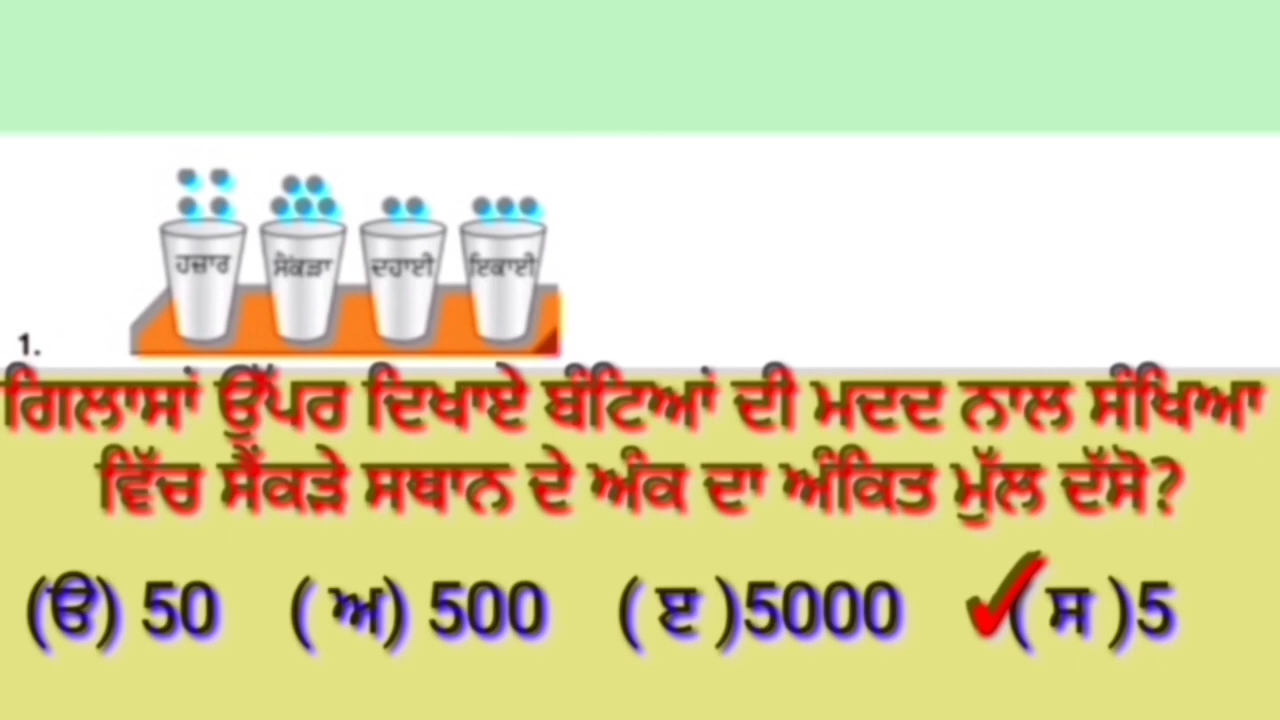 ਹਜ਼ਾਰ ਸੈਂਕੜਾ ਦਹਾਈ ਇਕਾਈ
1.
ਗਿਲਾਸਾਂ ਉੱਪਰ ਦਿਖਾਏ ਬੰਟਿਆਂ ਦੀ ਮਦਦ ਨਾਲ ਸੰਖਿਆ
ਵਿੱਚ ਸੈਂਕੜੇ ਸਥਾਨ ਦੇ ਅੰਕ ਦਾ ਅੰਕਿਤ ਮੁੱਲ ਦੱਸੋ?
(ੳ) 50 ( ਅ) 500 ( ੲ )5000 ( ਸ )5